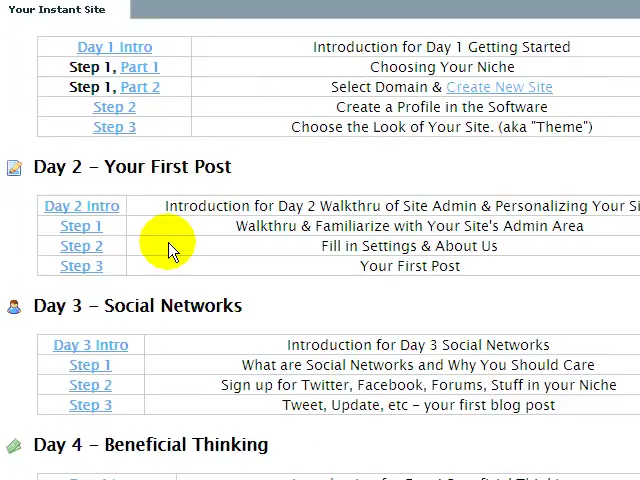 Your Instant Site
Day 1 Intro Introduction for Day 1 Getting Started
Step 1, Part 1 Choosing Your Niche
Step 1, Part 2 Select Domain & Create New Site
Step 2 Create a Profile in the Software
Step 3 Choose the Look of Your Site. (aka "Theme")
Day 2 – Your First Post
Day 2 Intro Introduction for Day 2 Walkthru of Site Admin & Personalizing Your Si
Step 1 Walkthru & Familiarize with Your Site's Admin Area
Step 2 Fill in Settings & About Us
Step 3 Your First Post
Day 3 – Social Networks
Day 3 Intro Introduction for Day 3 Social Networks
Step 1 What are Social Networks and Why You Should Care
Step 2 Sign up for Twitter, Facebook, Forums, Stuff in your Niche
Step 3 Tweet, Update, etc – your first blog post
Day 4 – Beneficial Thinking